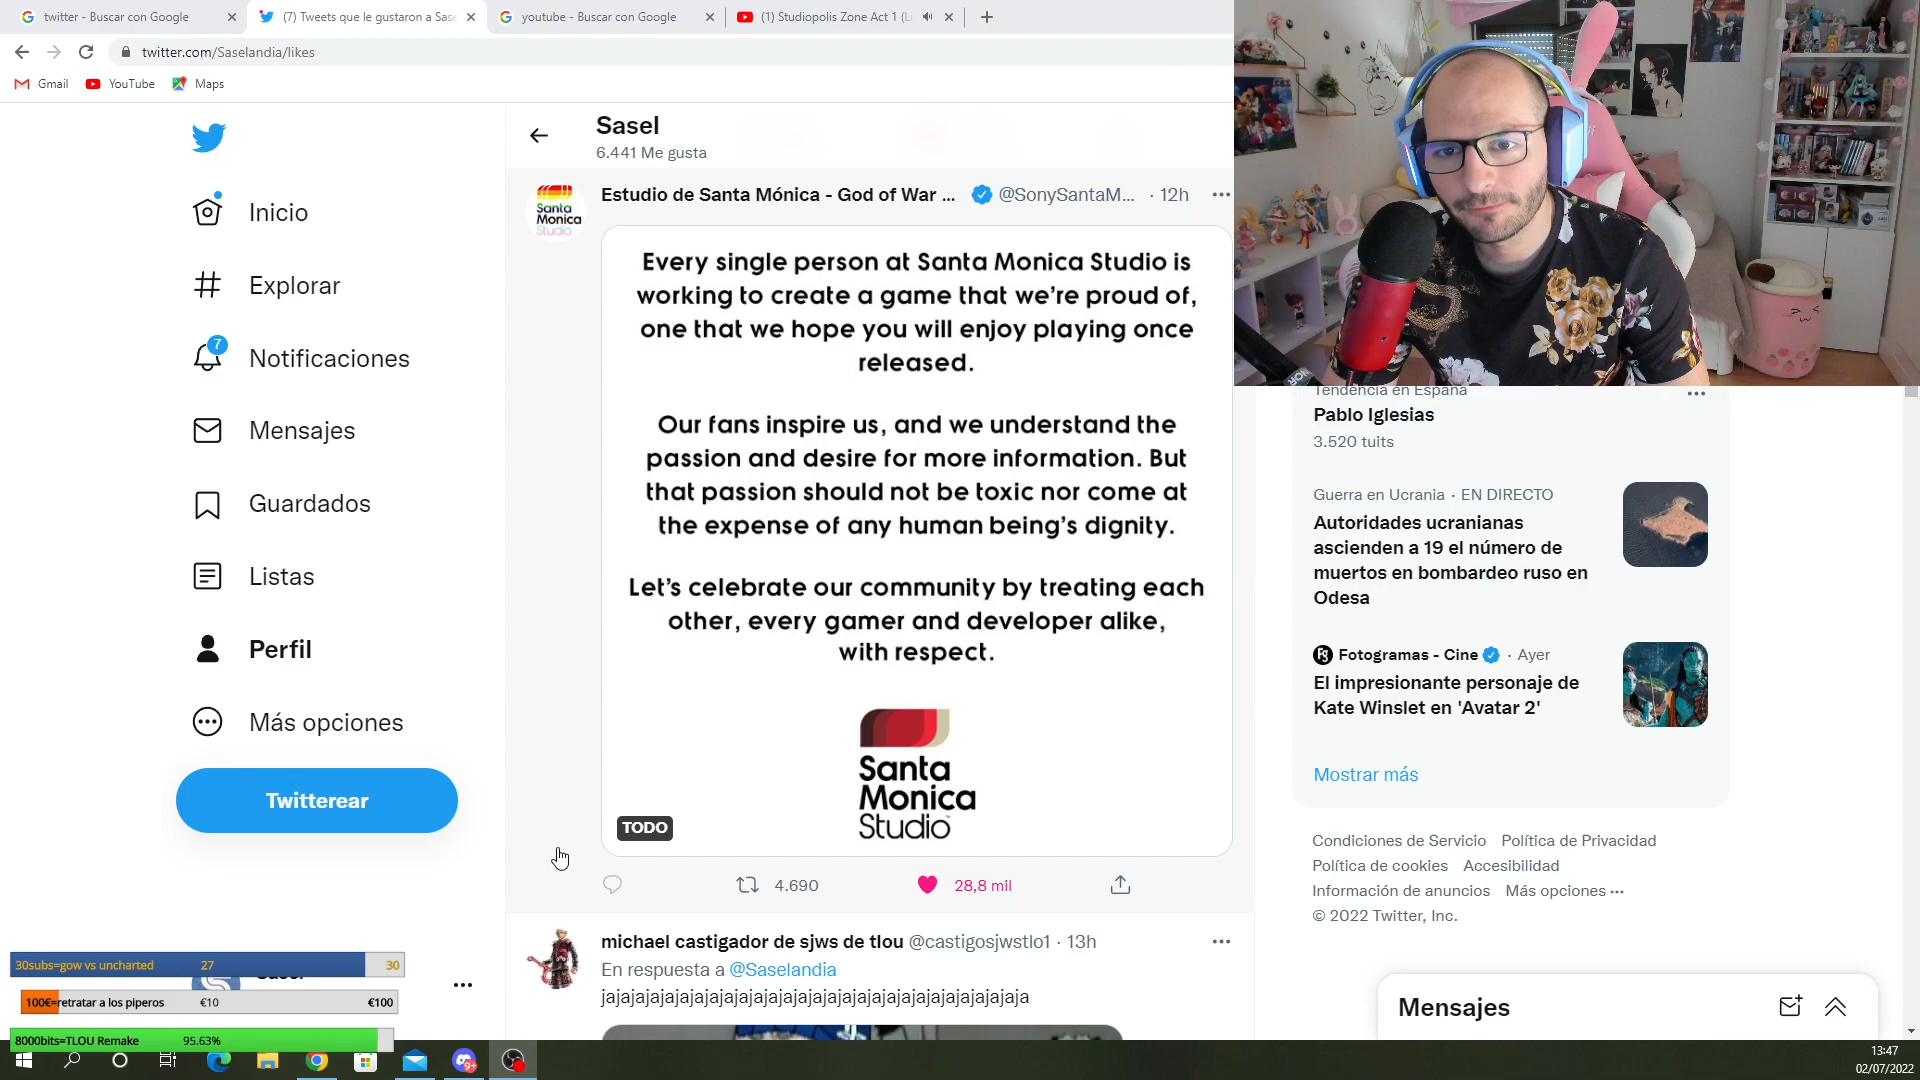 twitter - Buscar con Google
(7) Tweets que le gustaron a Sase
youtube - Buscar con Google
(1) Studiopolis Zone Act 1 (L
twitter.com/Saselandia/likes
Gmail
YouTube
Maps
Sasel
6.441 Me gusta
Inicio
Explorar
7
Notificaciones
Mensajes
Guardados
Listas
Perfil
Más opciones
Twitterear
Santa
Monica
Studio
Estudio de Santa Mónica - God of War ... @SonySantaM... · 12h
Every single person at Santa Monica Studio is
working to create a game that we're proud of,
one that we hope you will enjoy playing once
released.
Our fans inspire us, and we understand the
passion and desire for more information. But
that passion should not be toxic nor come at
the expense of any human being's dignity.
Let's celebrate our community by treating each
other, every gamer and developer alike,
with respect.
Santa
Monica
Studio
TODO
4.690
28,8 mil
michael castigador de sjws de tlou @castigosjwstlo1 · 13h
En respuesta a @Saselandia
jajajajajajajajajajajajajajajajajajajajajajajajajajajaja
Tendencia en España
Pablo Iglesias
3.520 tuits
Guerra en Ucrania · EN DIRECTO
Autoridades ucranianas
ascienden a 19 el número de
muertos en bombardeo ruso en
Odesa
Fotogramas - Cine · Ayer
El impresionante personaje de
Kate Winslet en 'Avatar 2'
Mostrar más
Condiciones de Servicio Política de Privacidad
Política de cookies Accesibilidad
Información de anuncios Más opciones ···
© 2022 Twitter, Inc.
Mensajes
30subs=gow vs uncharted 27 30
100€=retratar a los piperos €10 €100
8000bits=TLOU Remake 95.63%
9+
13:47
02/07/2022